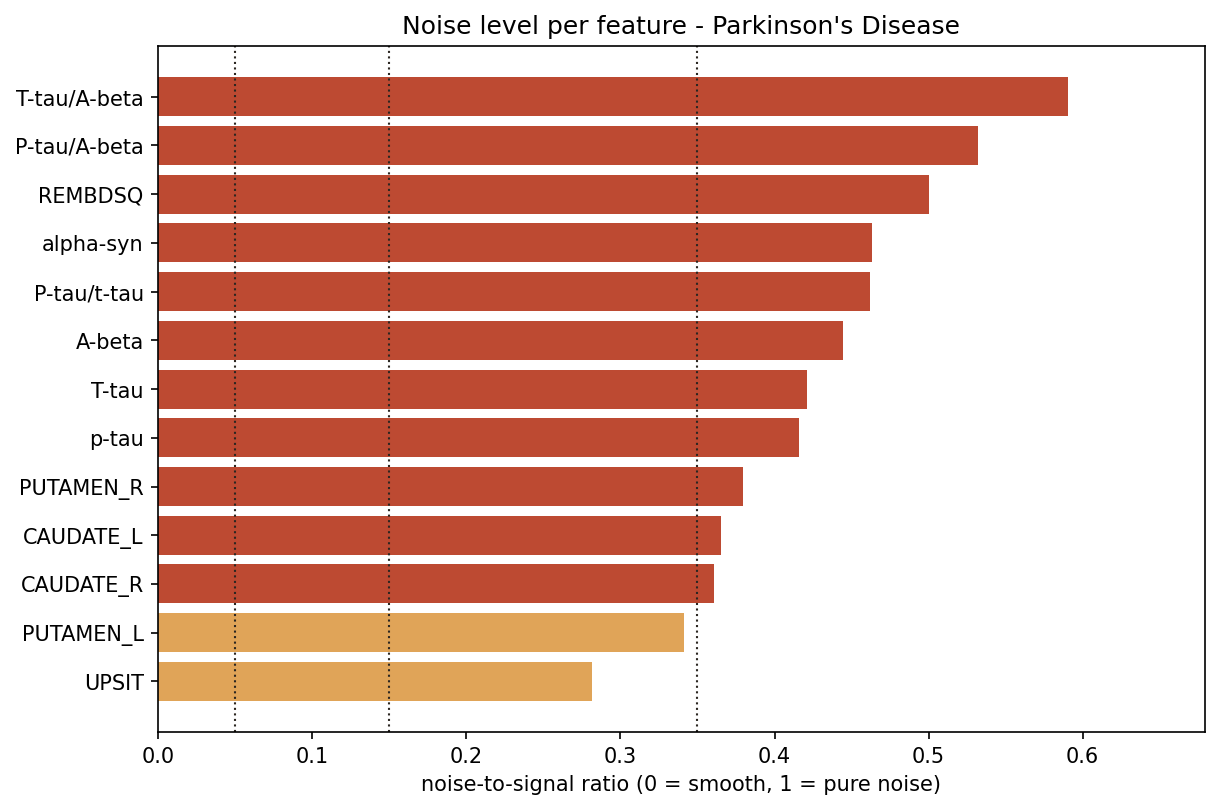 Noise level per feature - Parkinson's Disease
T-tau/A-beta
P-tau/A-beta
REMBDSQ
alpha-syn
P-tau/t-tau
A-beta
T-tau
p-tau
PUTAMEN_R
CAUDATE_L
CAUDATE_R
PUTAMEN_L
UPSIT
0.0 0.1 0.2 0.3 0.4 0.5 0.6
noise-to-signal ratio (0 = smooth, 1 = pure noise)